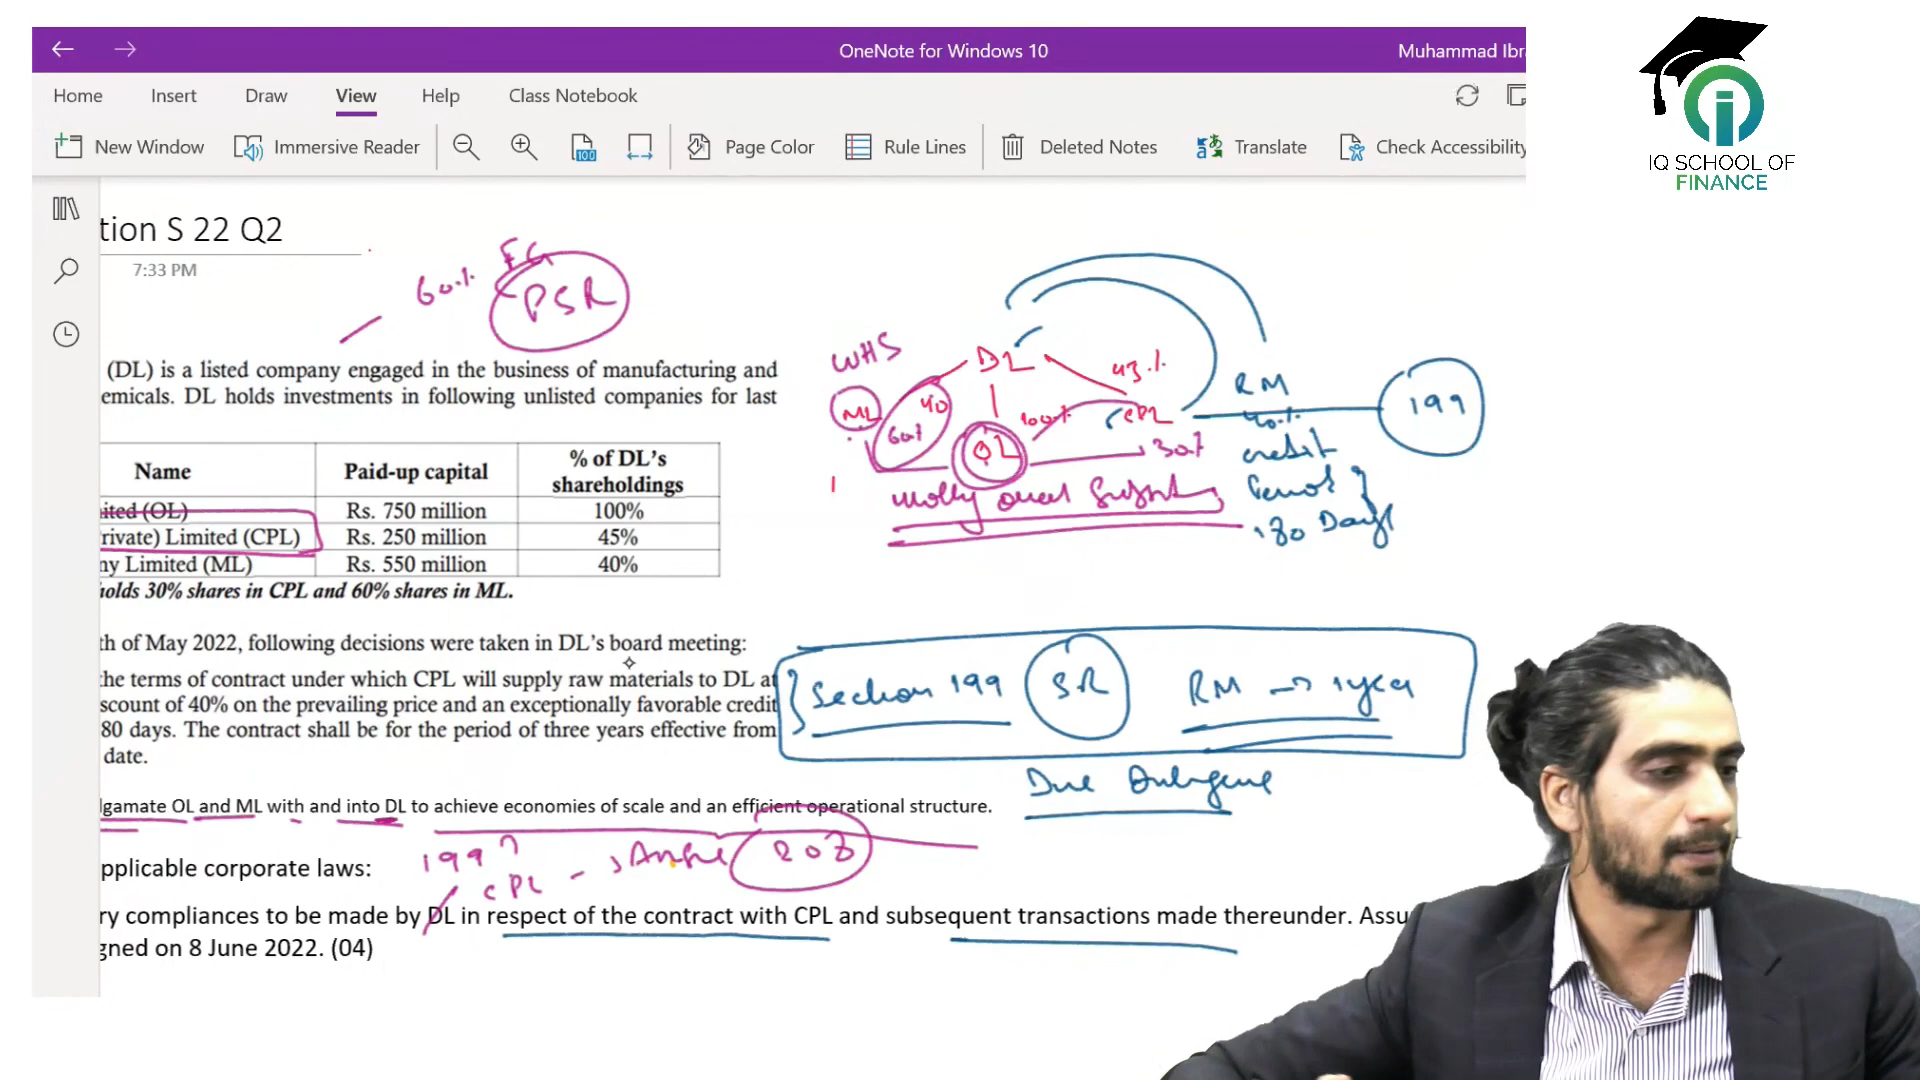 OneNote for Windows 10
Muhammad Ibr
Home Insert Draw View Help Class Notebook
New Window Immersive Reader 100 Page Color Rule Lines Deleted Notes Translate Check Accessibility
IQ SCHOOL OF
FINANCE
tion S 22 Q2
7:33 PM
60% FG
PSR
(DL) is a listed company engaged in the business of manufacturing and
emicals. DL holds investments in following unlisted companies for last
Name Paid-up capital % of DL's shareholdings
ited (OL) Rs. 750 million 100%
rivate) Limited (CPL) Rs. 250 million 45%
ny Limited (ML) Rs. 550 million 40%
olds 30% shares in CPL and 60% shares in ML.
WHS
DL
ML 40 60% 100% CPL
OL 30%
RM
199
40%
credit
180 Days
th of May 2022, following decisions were taken in DL's board meeting:
the terms of contract under which CPL will supply raw materials to DL at
scount of 40% on the prevailing price and an exceptionally favorable credit
80 days. The contract shall be for the period of three years effective from
date.
Section 199 SR RM → 1 year
Due
lgamate OL and ML with and into DL to achieve economies of scale and an efficient operational structure.
199
CPL - 208
pplicable corporate laws:
ry compliances to be made by DL in respect of the contract with CPL and subsequent transactions made thereunder. Assu
gned on 8 June 2022. (04)